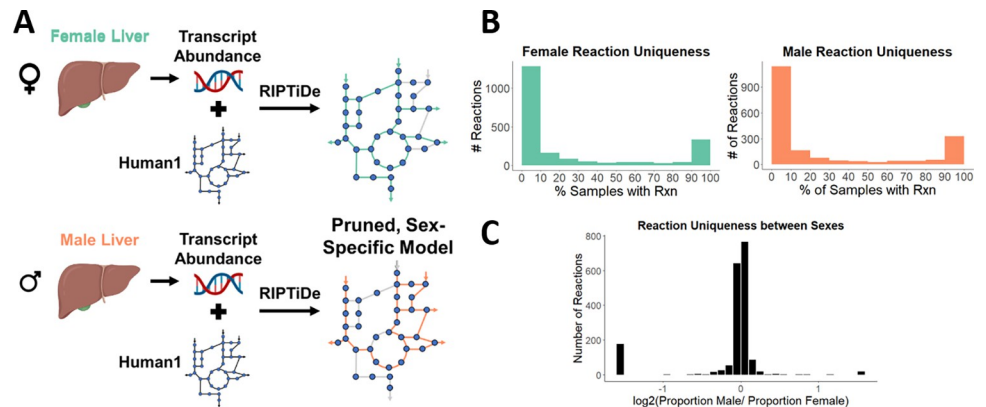 A
Female Liver
♀
Transcript
Abundance
+
RIPTiDe
Human1
Male Liver
♂
Transcript
Abundance
+
RIPTiDe
Human1
Pruned, Sex-
Specific Model
B
Female Reaction Uniqueness
# Reactions
1000
500
0
0 10 20 30 40 50 60 70 80 90 100
% Samples with Rxn
Male Reaction Uniqueness
# of Reactions
900
600
300
0
0 10 20 30 40 50 60 70 80 90 100
% of Samples with Rxn
C
Reaction Uniqueness between Sexes
Number of Reactions
800
600
400
200
0
-1 0 1
log2(Proportion Male/ Proportion Female)